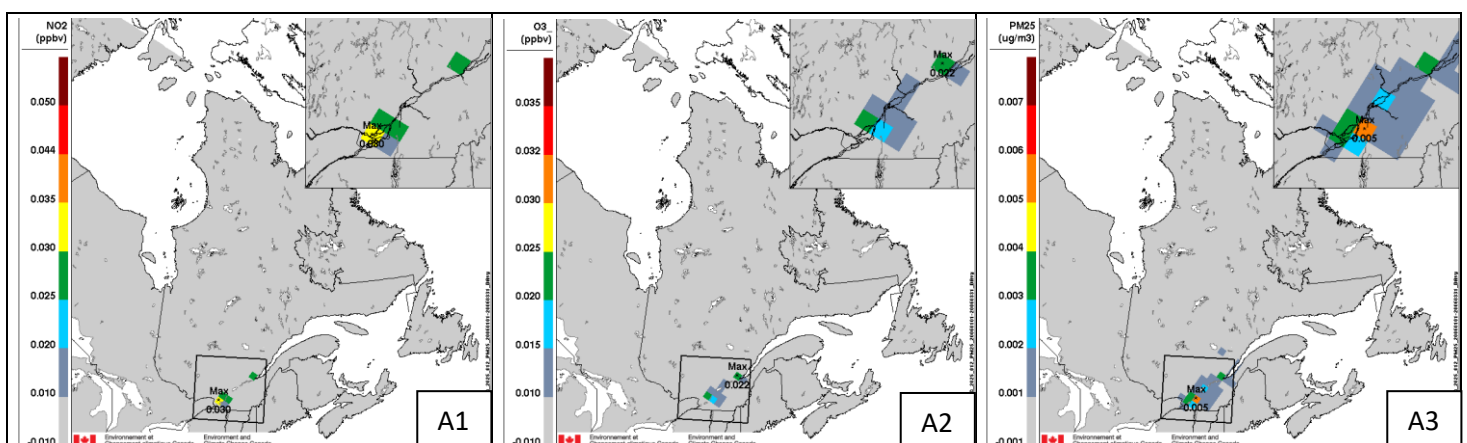 NO2
(ppbv)
0.050
0.044
0.035
0.030
0.025
0.020
0.010
-0.010
Max
0.030
Max
0.030
Environnement et
Environment and
A1
O3_
(ppbv)
0.035
0.032
0.030
0.025
0.020
0.015
0.010
-0.010
Max
0.022
Max
0.022
Environnement et
Environment and
A2
PM25
(ug/m3)
0.007
0.006
0.005
0.004
0.003
0.002
0.001
-0.001
Max
0.005
Max
0.005
Environnement et
Environment and
A3